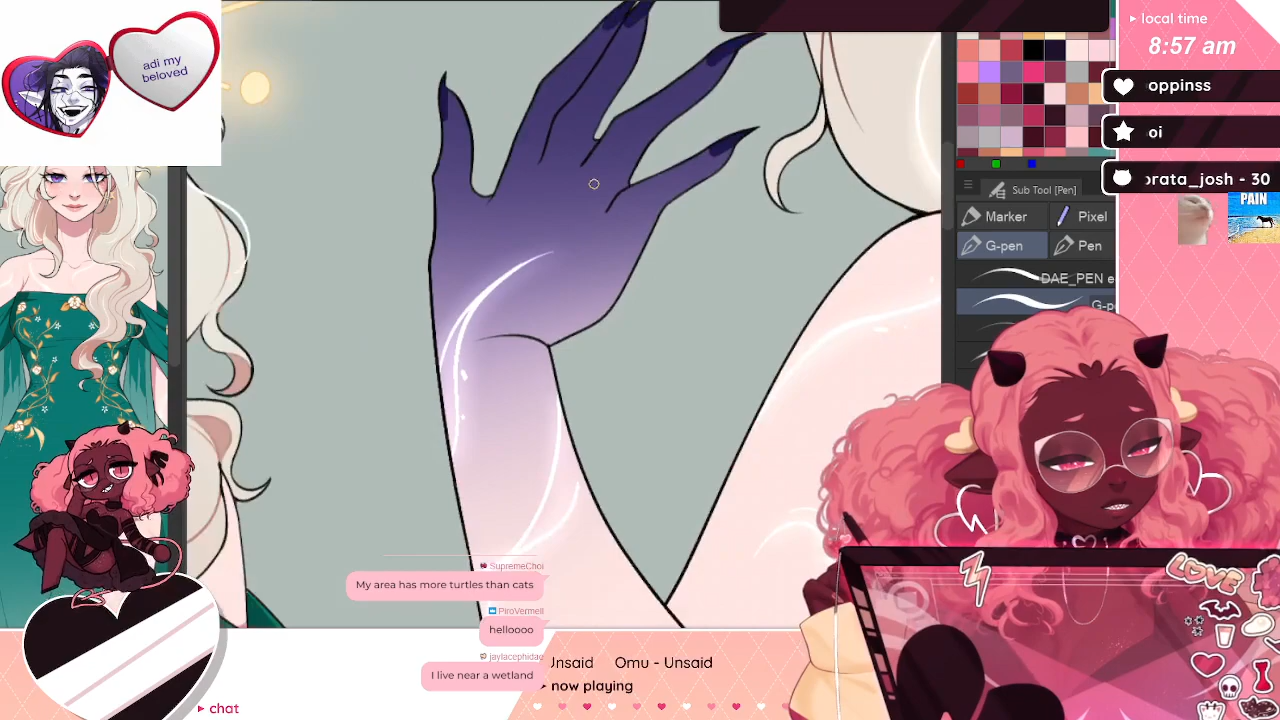 adi my
beloved
local time
8:57 am
oppinss
oi
orata_josh - 30
PAIN
Sub Tool [Pen]
Marker
Pixel
G-pen
Pen
DAE_PEN e
G-p
LOVE
SupremeChoi
My area has more turtles than cats
PiroVermell
helloooo
jaylacephidae
I live near a wetland
Unsaid
Omu - Unsaid
now playing
chat